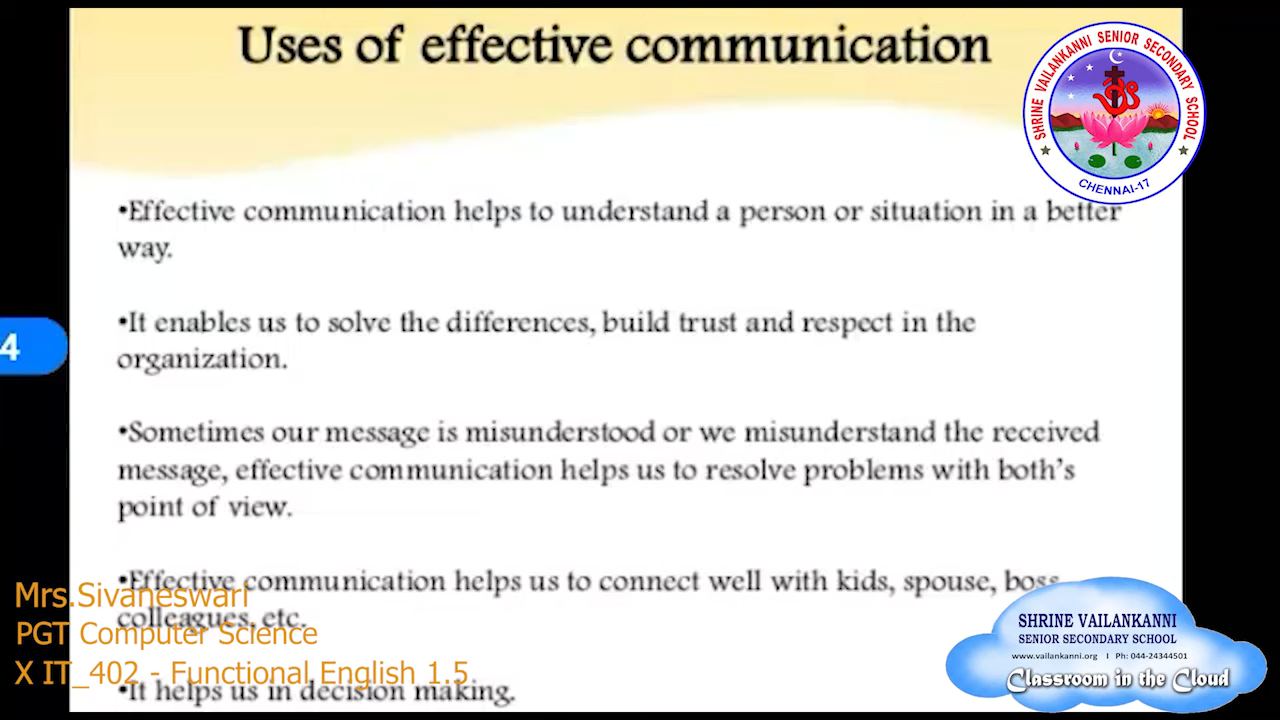 Uses of effective communication
SHRINE VAILANKANNI SENIOR SECONDARY SCHOOL
CHENNAI-17
•Effective communication helps to understand a person or situation in a better
way.
4
•It enables us to solve the differences, build trust and respect in the
organization.
•Sometimes our message is misunderstood or we misunderstand the received
message, effective communication helps us to resolve problems with both's
point of view.
•Effective communication helps us to connect well with kids, spouse, boss
colleagues, etc.
•It helps us in decision making.
Mrs.Sivaneswari
PGT Computer Science
X IT_402 - Functional English 1.5
SHRINE VAILANKANNI
SENIOR SECONDARY SCHOOL
www.vailankanni.org I Ph: 044-24344501
Classroom in the Cloud